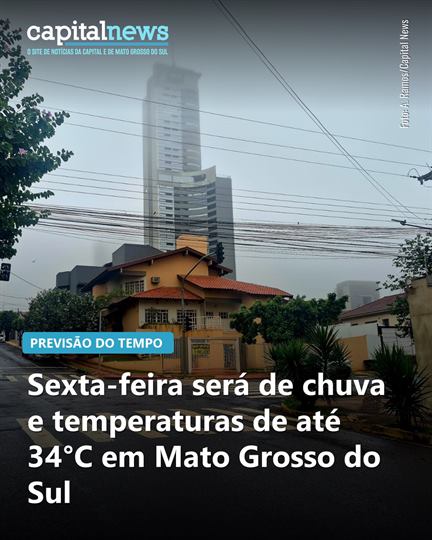 capitalnews
O SITE DE NOTÍCIAS DA CAPITAL E DE MATO GROSSO DO SUL
Foto: A. Ramos/Capital News
PREVISÃO DO TEMPO
Sexta-feira será de chuva
e temperaturas de até
34°C em Mato Grosso do
Sul